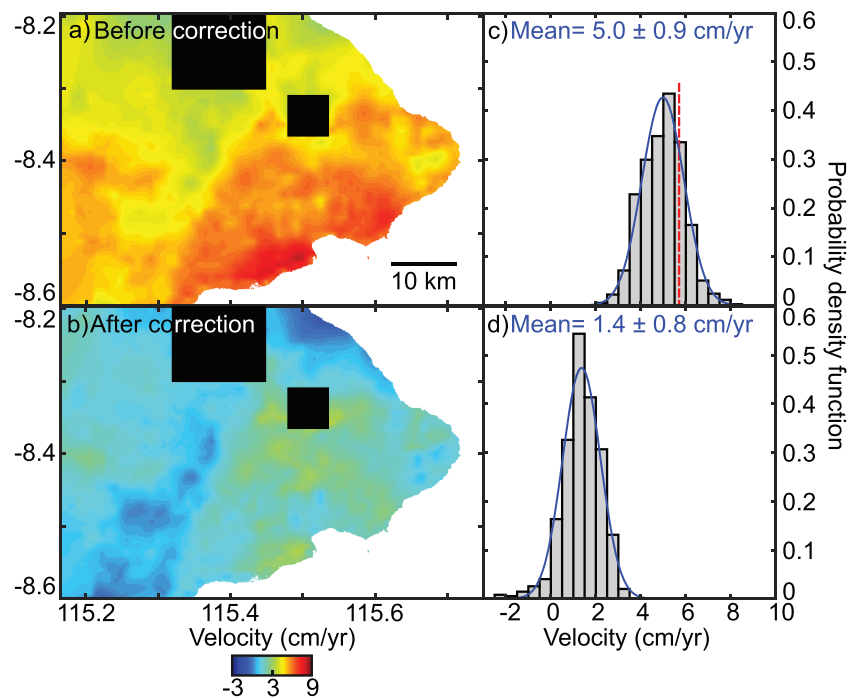 a) Before correction
-8.2
-8.4
-8.6
10 km
c) Mean= 5.0 ± 0.9 cm/yr
0.6
0.5
0.4
0.3
0.2
0.1
0
b) After correction
-8.2
-8.4
-8.6
115.2 115.4 115.6
Velocity (cm/yr)
-3 3 9
d) Mean= 1.4 ± 0.8 cm/yr
0.6
0.5
0.4
0.3
0.2
0.1
0
-2 0 2 4 6 8 10
Velocity (cm/yr)
Probability density function